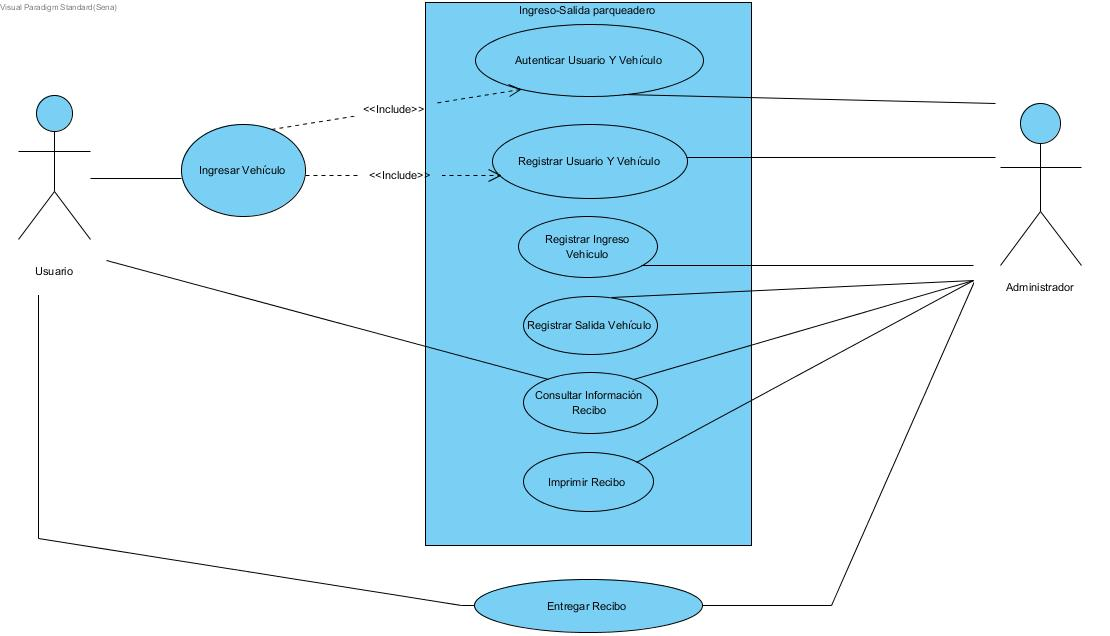 Visual Paradigm Standard(Sena)
Ingreso-Salida parqueadero
Autenticar Usuario Y Vehículo
<<Include>>
Ingresar Vehículo
<<Include>>
Registrar Usuario Y Vehículo
Registrar Ingreso
Vehiculo
Usuario
Administrador
Registrar Salida Vehículo
Consultar Información
Recibo
Imprimir Recibo
Entregar Recibo